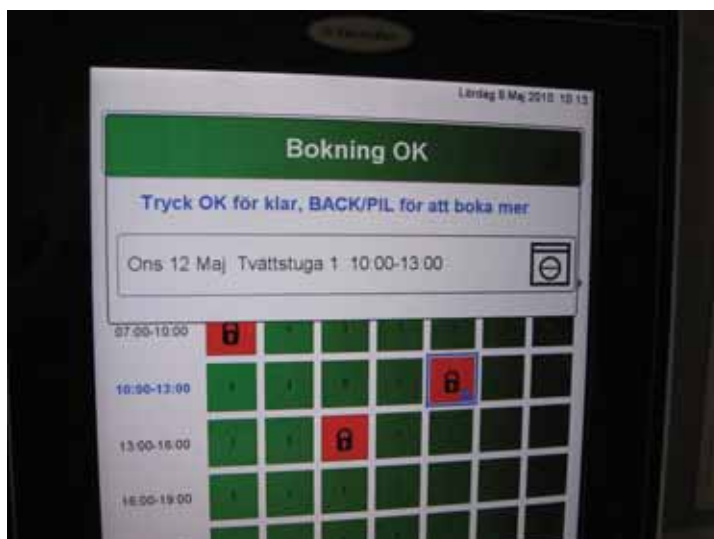 Lördag 8 Maj 2010 10:13
Bokning OK
Tryck OK för klar, BACK/PIL för att boka mer
Ons 12 Maj Tvättstuga 1 10:00-13:00
07:00-10:00
10:00-13:00
13:00-16:00
16:00-19:00